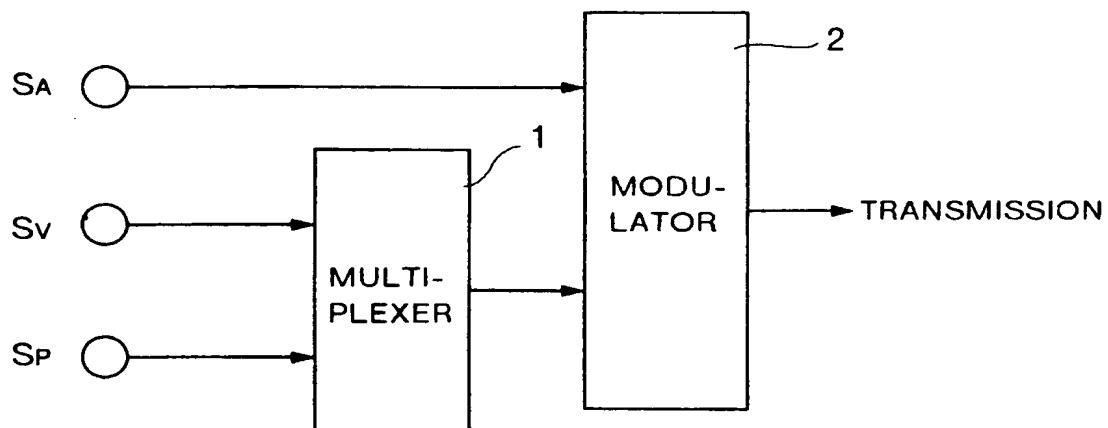 SA
2
1
SV
MODU-
LATOR
TRANSMISSION
MULTI-
PLEXER
SP